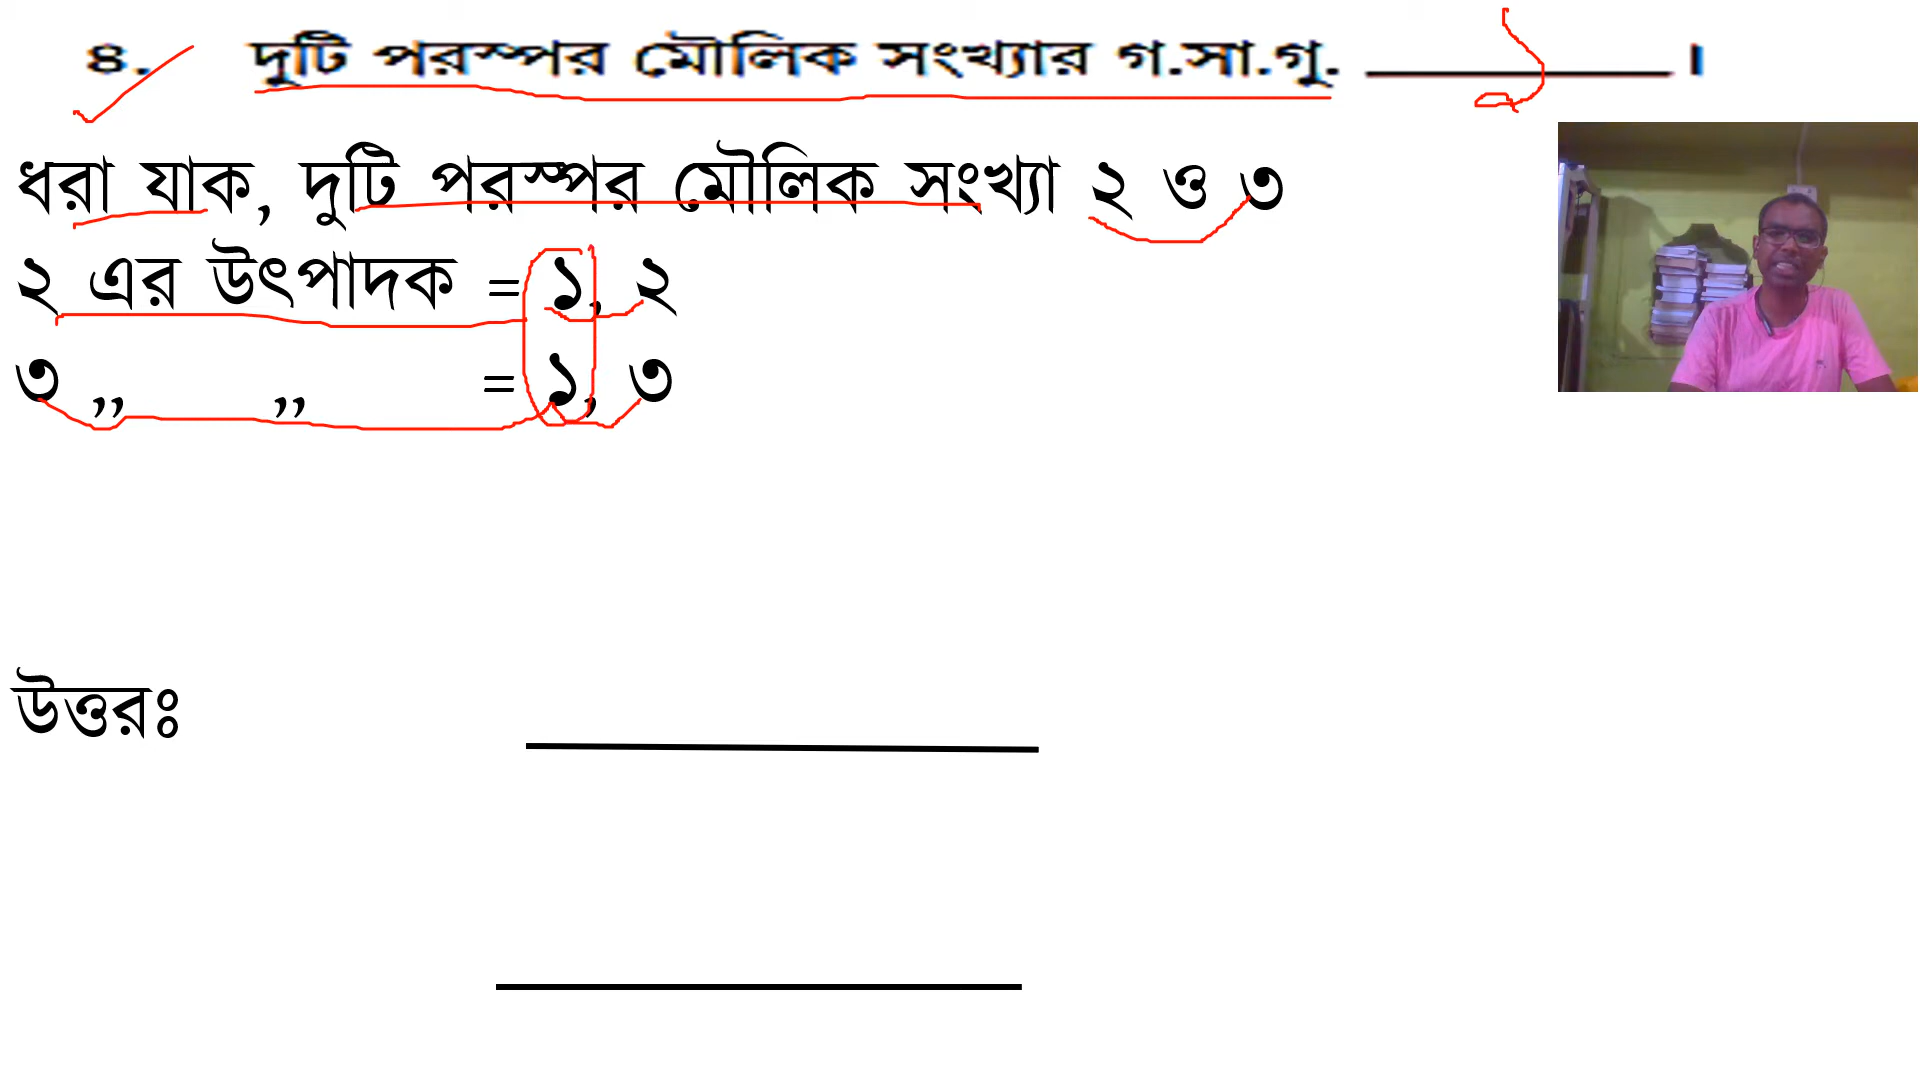 ৪. দুটি পরস্পর মৌলিক সংখ্যার গ.সা.গু. __________ ।
ধরা যাক, দুটি পরস্পর মৌলিক সংখ্যা ২ ও ৩
২ এর উৎপাদক = ১, ২
৩ ,, ,, = ১, ৩
উত্তরঃ